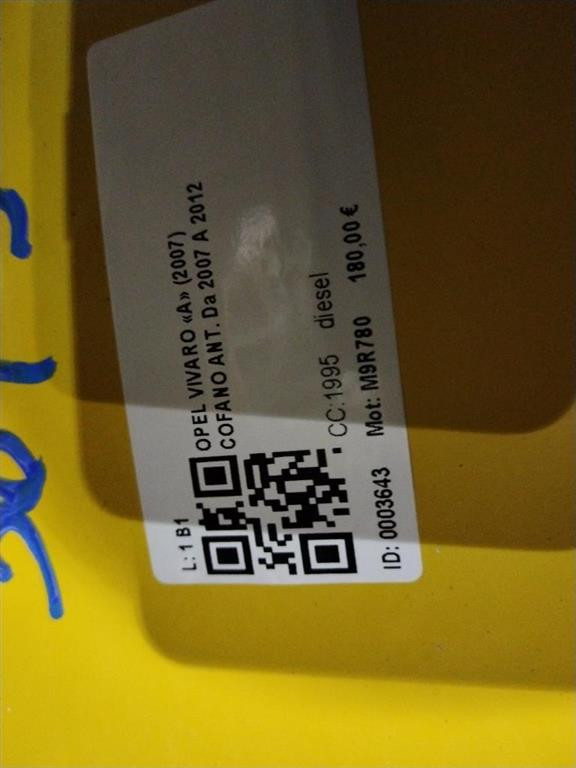 L: 1 B1
OPEL VIVARO «A» (2007)
COFANO ANT. Da 2007 A 2012
CC:1995 diesel
ID: 0003643 Mot: M9R780 180,00 €